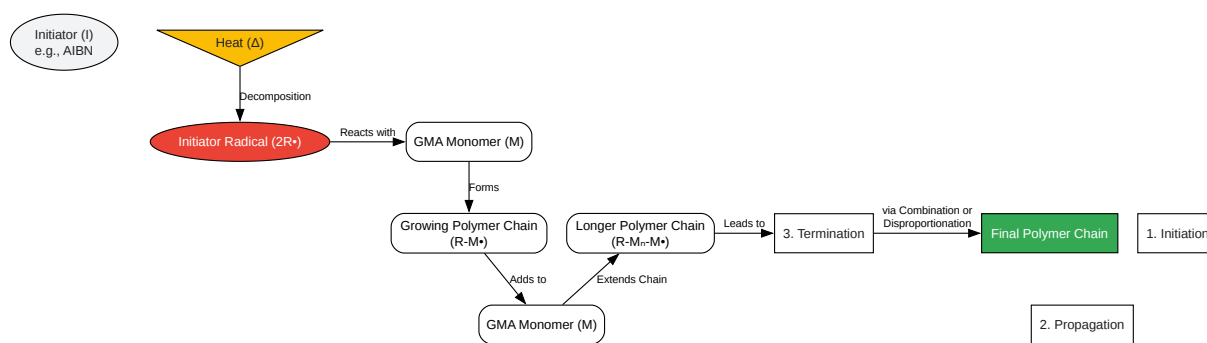 Initiator (I)
e.g., AIBN
Heat (Δ)
Decomposition
Initiator Radical (2R•)
Reacts with
GMA Monomer (M)
Forms
Growing Polymer Chain
(R-M•)
Longer Polymer Chain
(R-Mₙ-M•)
Leads to
3. Termination
via Combination or
Disproportionation
Final Polymer Chain
1. Initiation
Adds to
Extends Chain
GMA Monomer (M)
2. Propagation